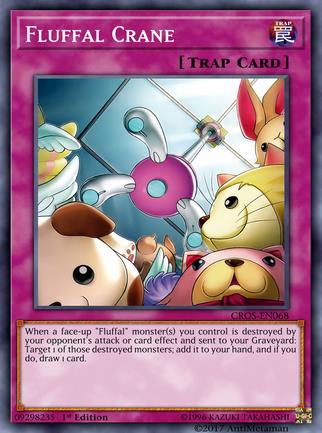 Fluffal Crane
TRAP
罠
[TRAP CARD]
CROS-EN068
When a face-up "Fluffal" monster(s) you control is destroyed by
your opponent's attack or card effect and sent to your Graveyard:
Target 1 of those destroyed monsters; add it to your hand, and if you
do, draw 1 card.
09298235
1st Edition
©1996 KAZUKI TAKAHASHI
©2017 AntiMetaman